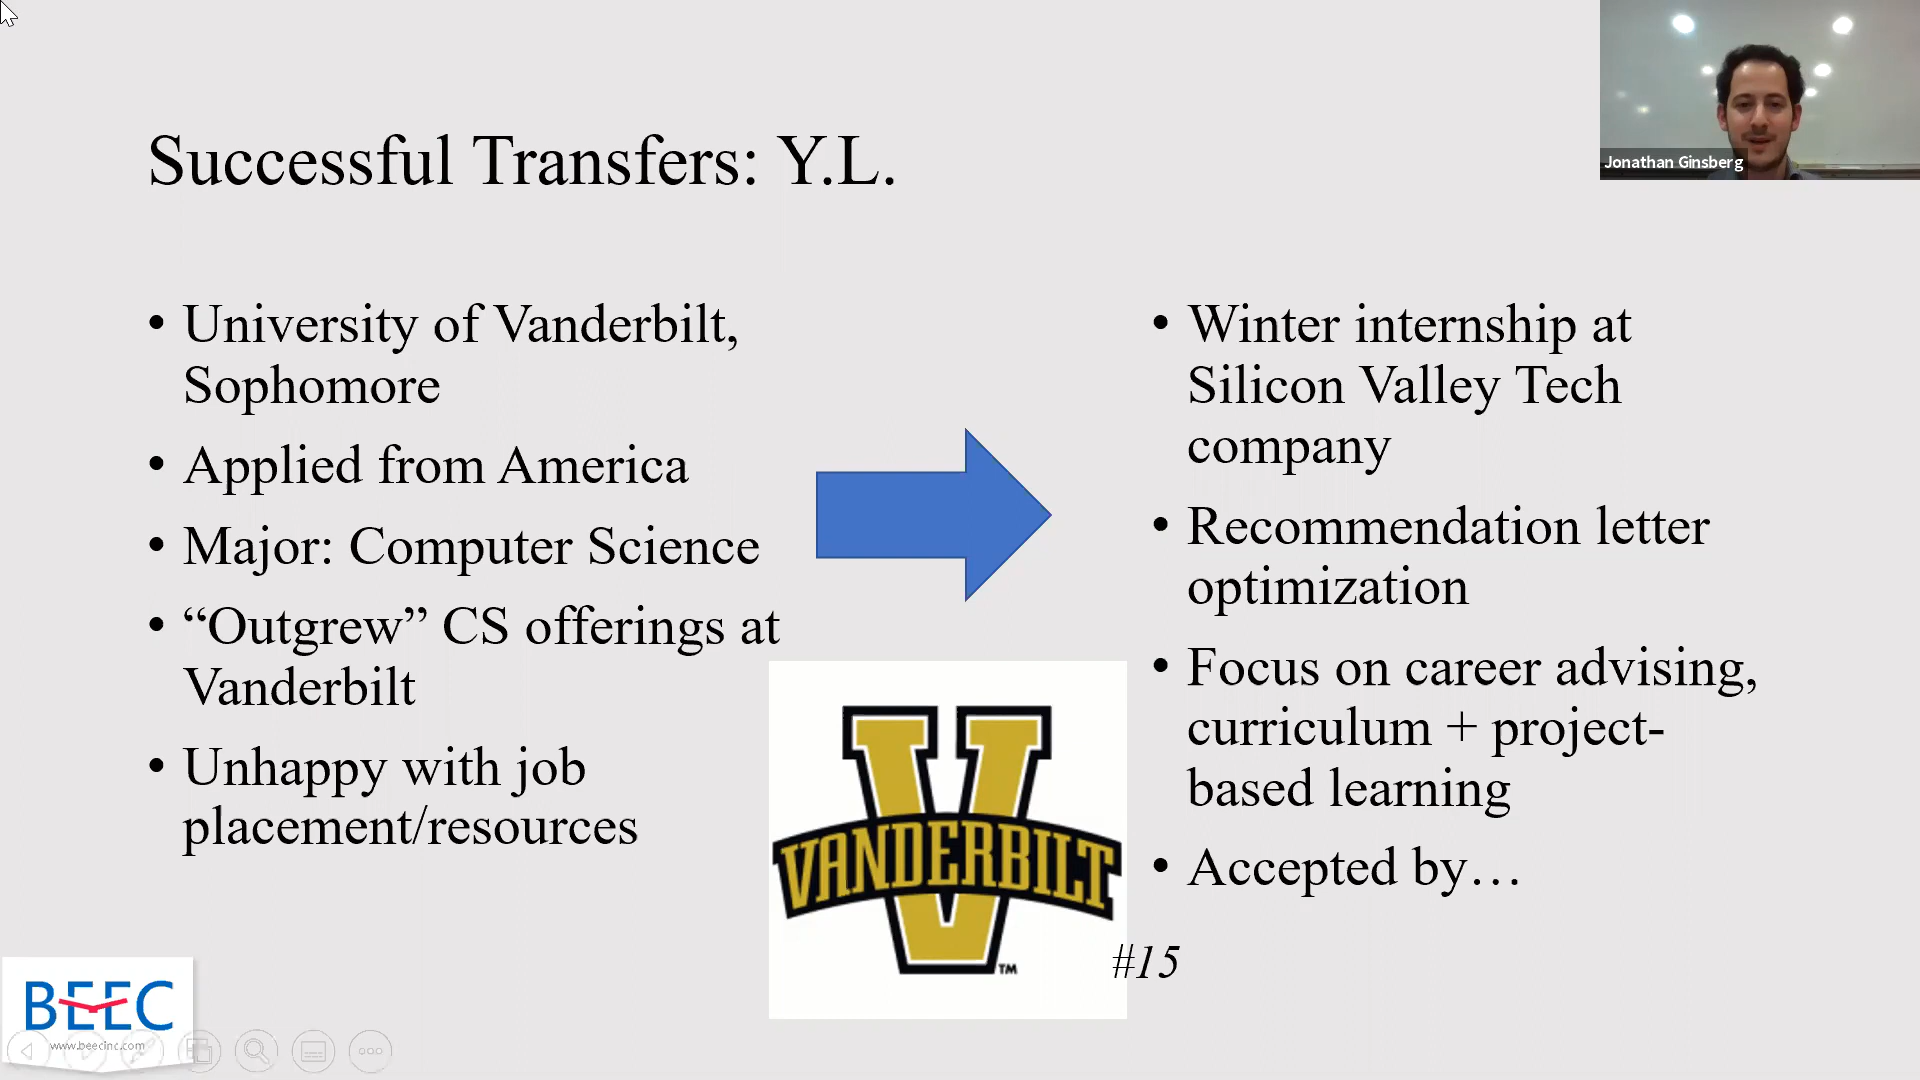 Jonathan Ginsberg
Successful Transfers: Y.L.
• University of Vanderbilt,
Sophomore
• Applied from America
• Major: Computer Science
• “Outgrew” CS offerings at
Vanderbilt
• Unhappy with job
placement/resources
• Winter internship at
Silicon Valley Tech
company
• Recommendation letter
optimization
• Focus on career advising,
curriculum + project-
based learning
• Accepted by…
V
VANDERBILT
TM
#15
BEEC
www.beecinc.com